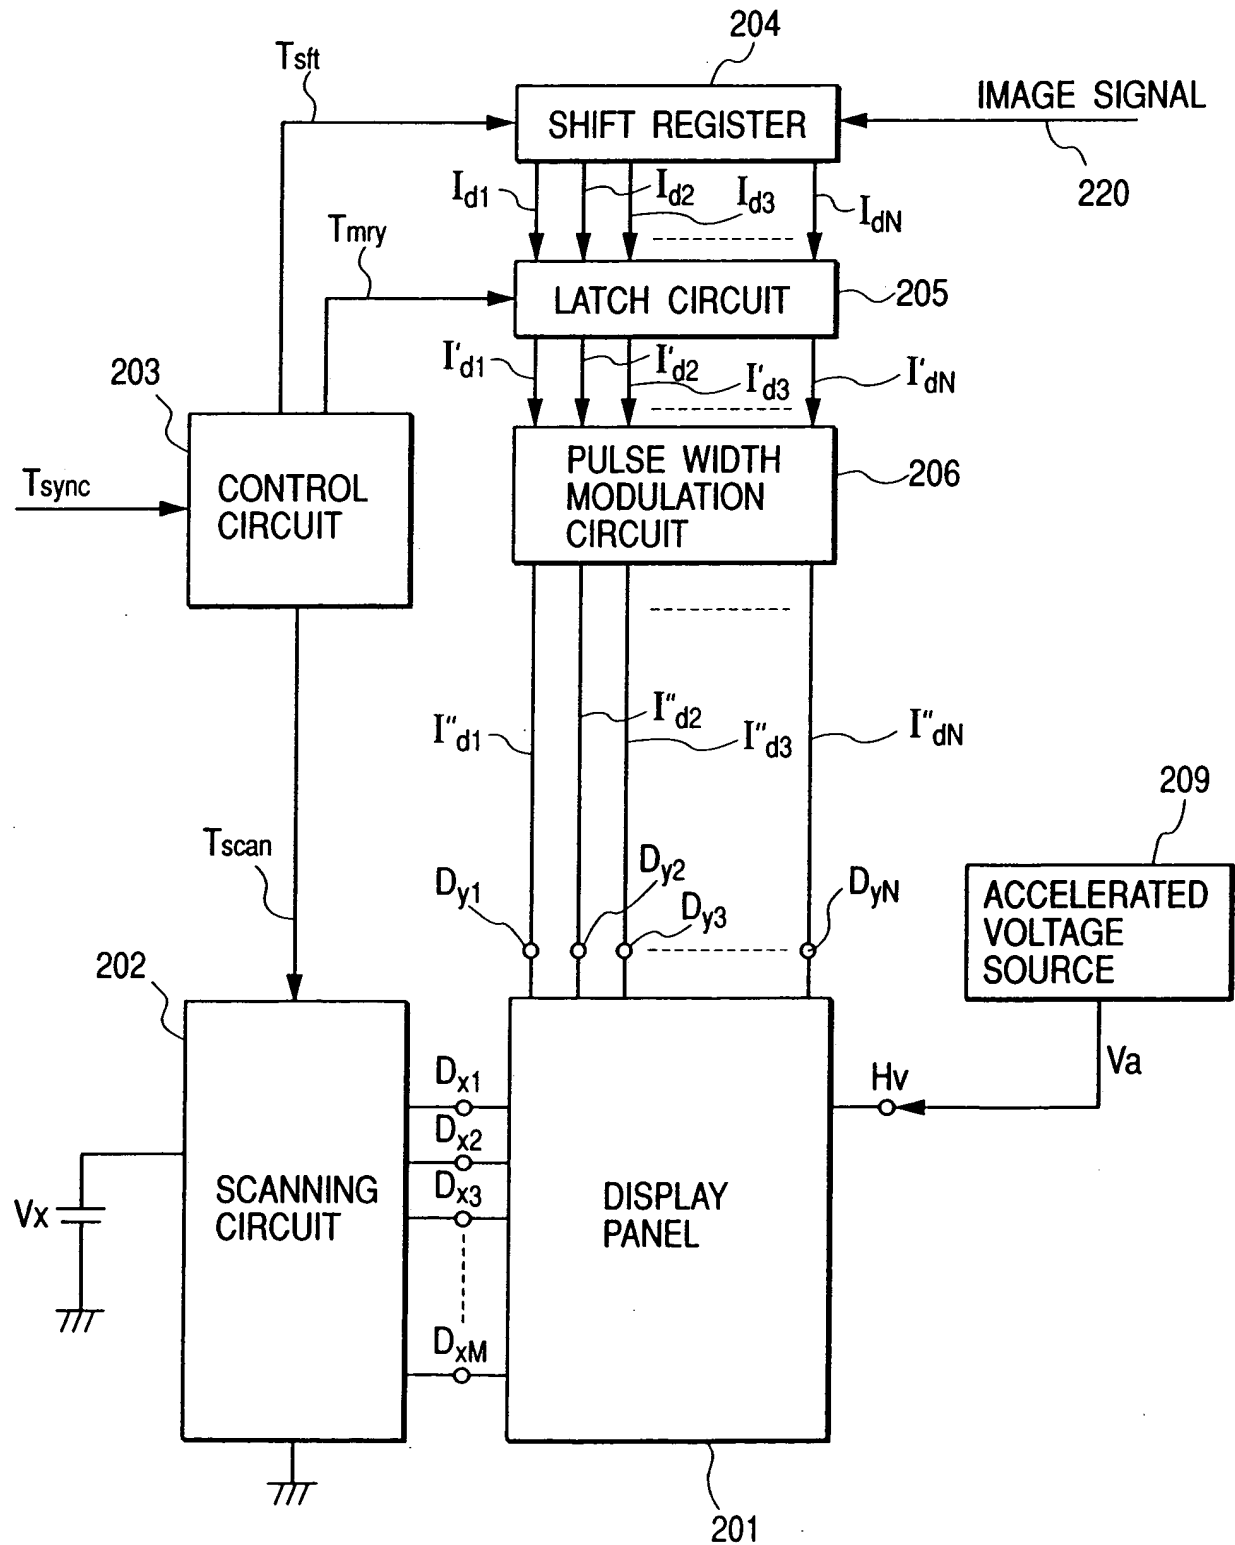 204
Tsft
IMAGE SIGNAL
SHIFT REGISTER
220
Id1
Id2
Id3
IdN
Tmry
205
LATCH CIRCUIT
I'd1
I'd2
I'd3
I'dN
203
PULSE WIDTH
MODULATION
CIRCUIT
206
Tsync
CONTROL
CIRCUIT
I"d1
I"d2
I"d3
I"dN
209
Tscan
Dy1
Dy2
Dy3
DyN
ACCELERATED
VOLTAGE
SOURCE
202
Dx1
Hv
Va
Dx2
Dx3
Vx
SCANNING
CIRCUIT
DISPLAY
PANEL
DxM
201